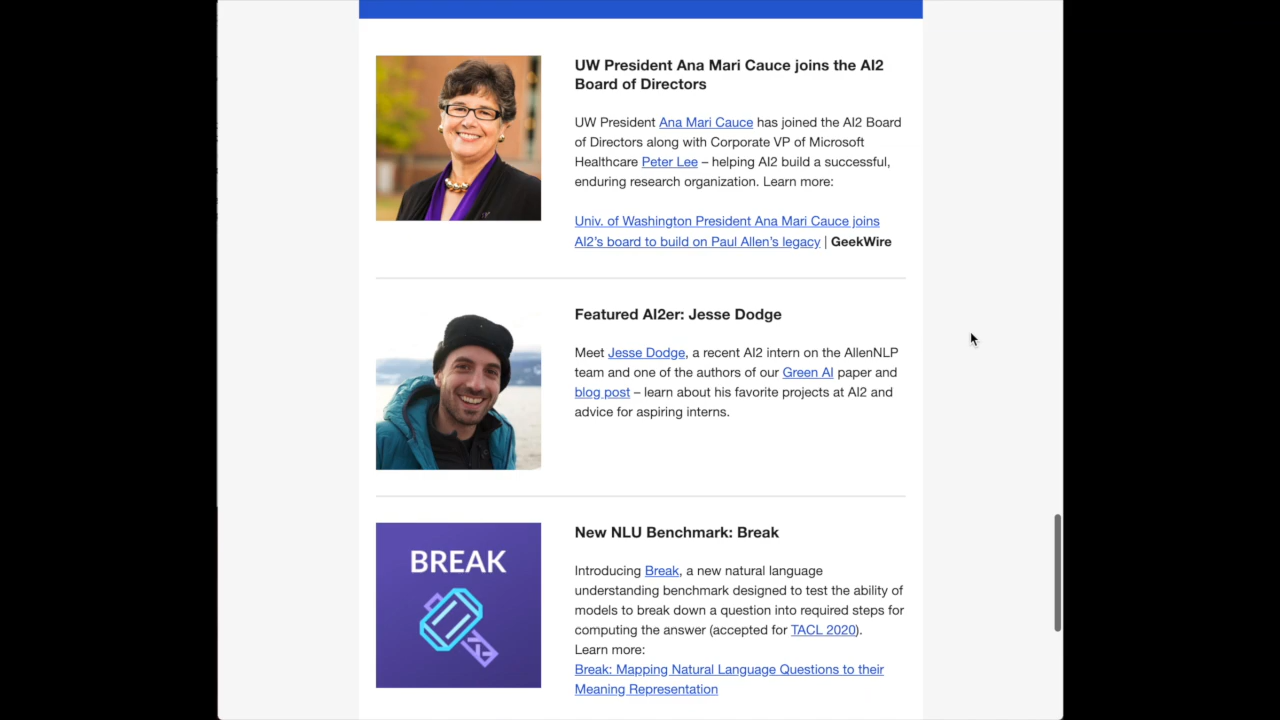 UW President Ana Mari Cauce joins the AI2
Board of Directors
UW President Ana Mari Cauce has joined the AI2 Board
of Directors along with Corporate VP of Microsoft
Healthcare Peter Lee – helping AI2 build a successful,
enduring research organization. Learn more:
Univ. of Washington President Ana Mari Cauce joins
AI2’s board to build on Paul Allen’s legacy | GeekWire
Featured AI2er: Jesse Dodge
Meet Jesse Dodge, a recent AI2 intern on the AllenNLP
team and one of the authors of our Green AI paper and
blog post – learn about his favorite projects at AI2 and
advice for aspiring interns.
BREAK
New NLU Benchmark: Break
Introducing Break, a new natural language
understanding benchmark designed to test the ability of
models to break down a question into required steps for
computing the answer (accepted for TACL 2020).
Learn more:
Break: Mapping Natural Language Questions to their
Meaning Representation